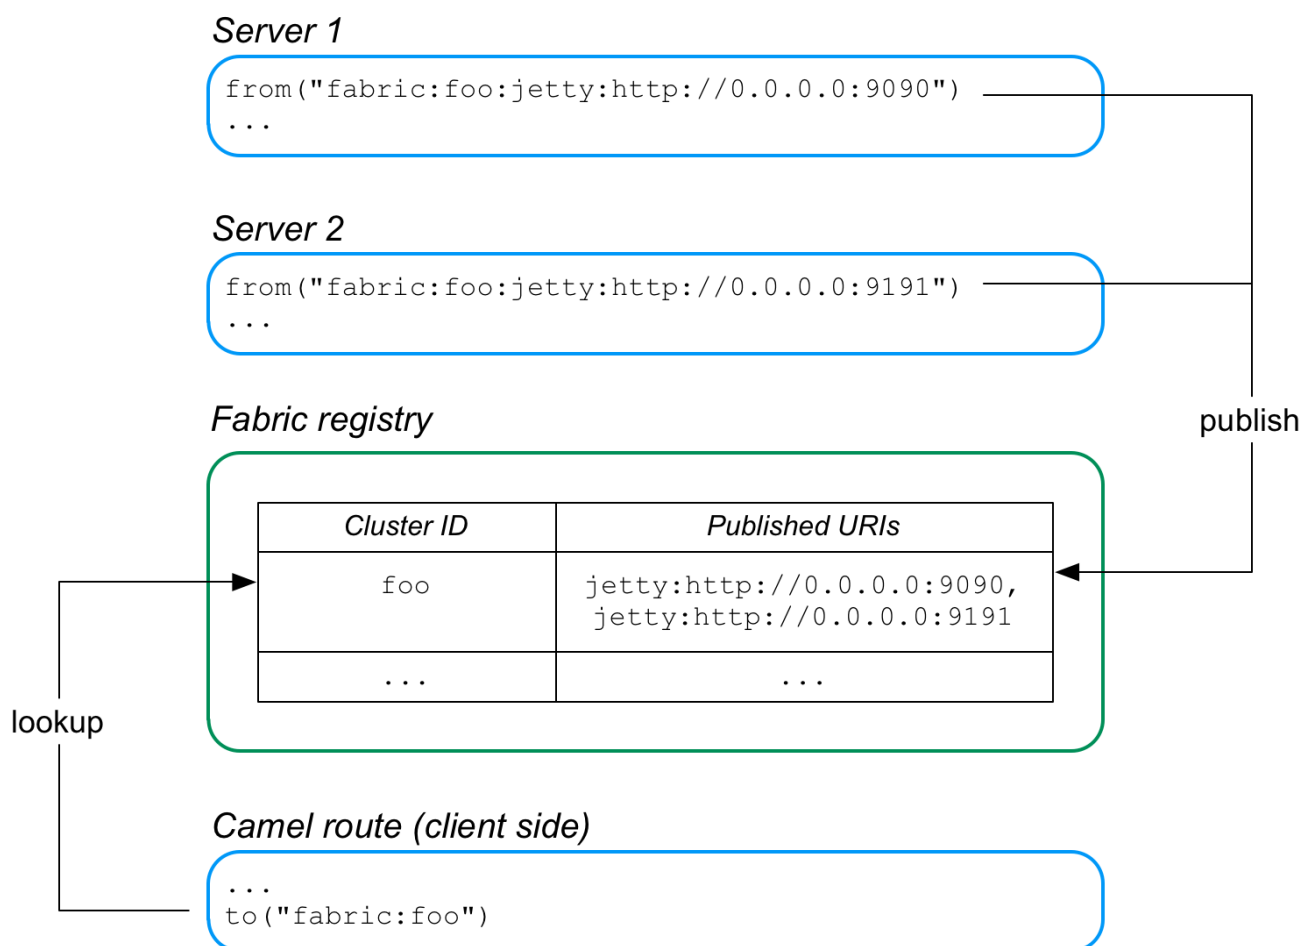 Server 1
from("fabric:foo:jetty:http://0.0.0.0:9090")
...
Server 2
from("fabric:foo:jetty:http://0.0.0.0:9191")
...
Fabric registry
publish
Cluster ID Published URIs
foo jetty:http://0.0.0.0:9090,
jetty:http://0.0.0.0:9191
... ...
lookup
Camel route (client side)
...
to("fabric:foo")